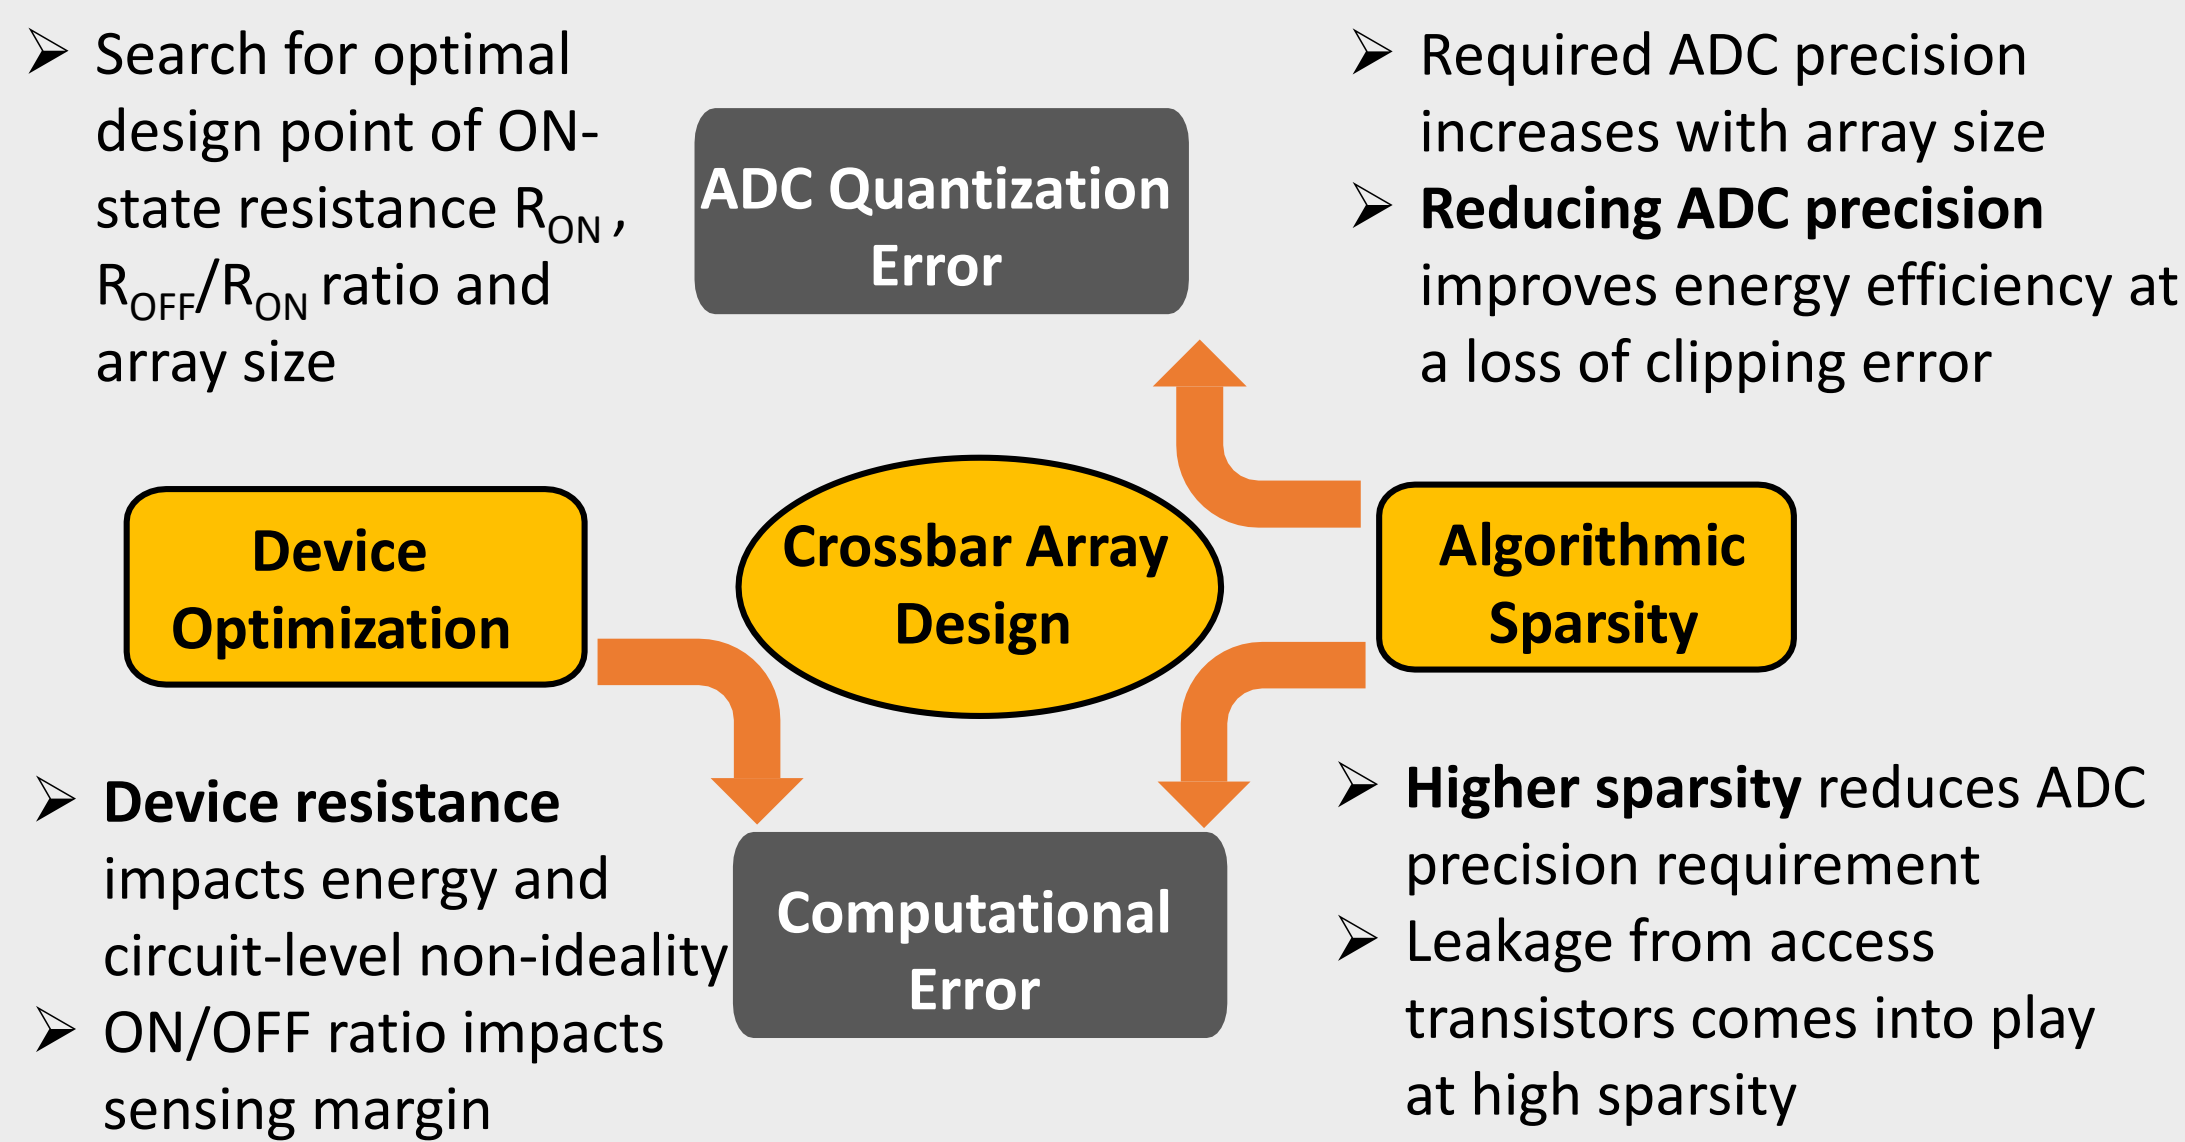 ➢ Search for optimal
design point of ON-
state resistance R_ON ,
R_OFF/R_ON ratio and
array size
ADC Quantization
Error
➢ Required ADC precision
increases with array size
➢ Reducing ADC precision
improves energy efficiency at
a loss of clipping error
Device
Optimization
Crossbar Array
Design
Algorithmic
Sparsity
➢ Device resistance
impacts energy and
circuit-level non-ideality
➢ ON/OFF ratio impacts
sensing margin
Computational
Error
➢ Higher sparsity reduces ADC
precision requirement
➢ Leakage from access
transistors comes into play
at high sparsity